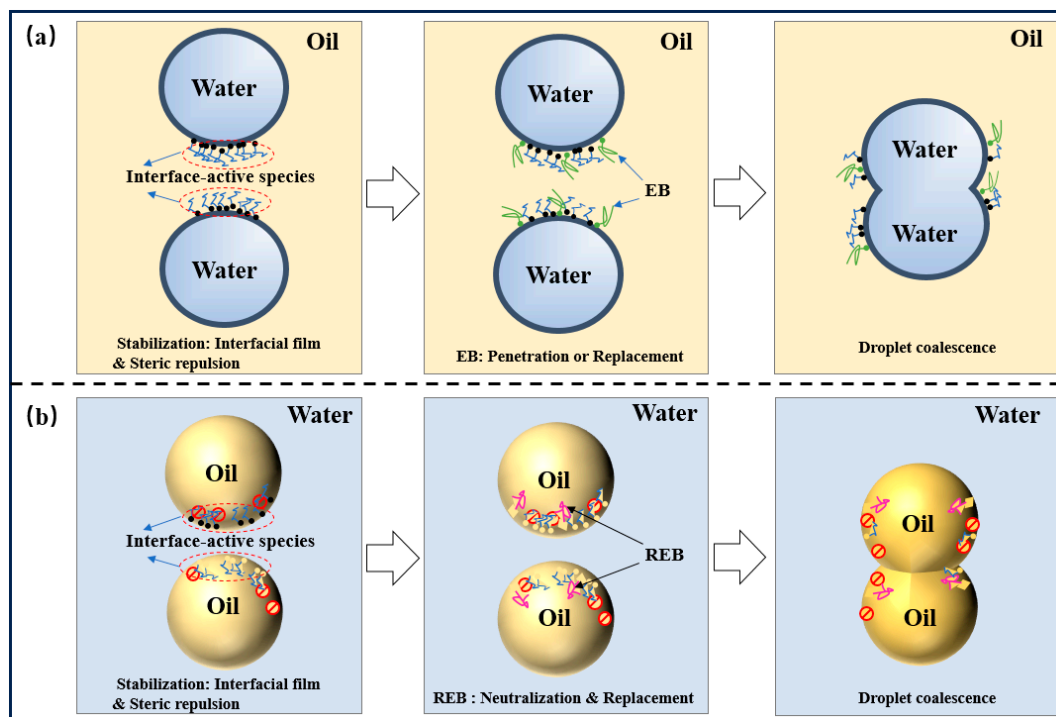 (a)
Oil
Water
Interface-active species
Water
Stabilization: Interfacial film
& Steric repulsion
Oil
Water
EB
Water
EB: Penetration or Replacement
Oil
Water
Water
Droplet coalescence
(b)
Water
Oil
Interface-active species
Oil
Stabilization: Interfacial film
& Steric repulsion
Water
Oil
REB
Oil
REB : Neutralization & Replacement
Water
Oil
Oil
Droplet coalescence